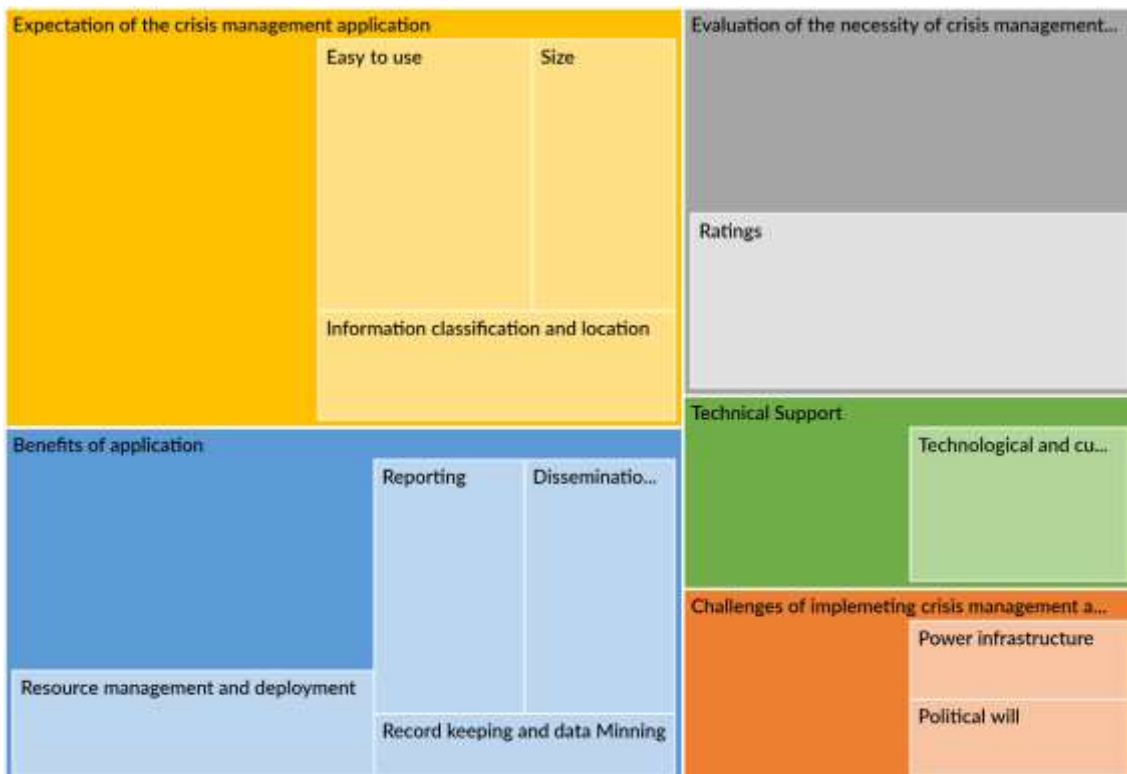 Expectation of the crisis management application
Easy to use
Size
Information classification and location
Benefits of application
Reporting
Disseminatio...
Resource management and deployment
Record keeping and data Minning
Evaluation of the necessity of crisis management...
Ratings
Technical Support
Technological and cu...
Challenges of implemeting crisis management a...
Power infrastructure
Political will